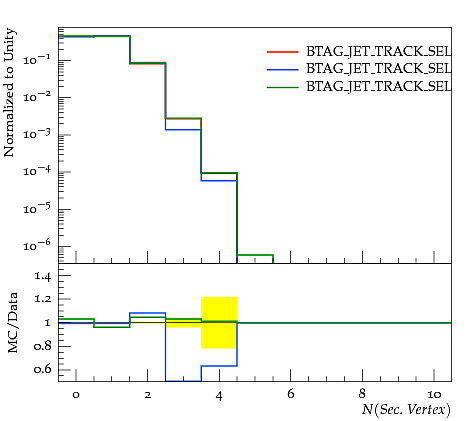 Normalized to Unity
10⁻¹
10⁻²
10⁻³
10⁻⁴
10⁻⁵
10⁻⁶
BTAG_JET_TRACK_SEL
BTAG_JET_TRACK_SEL
BTAG_JET_TRACK_SEL
MC/Data
1.4
1.2
1
0.8
0.6
0 2 4 6 8 10
N(Sec. Vertex)